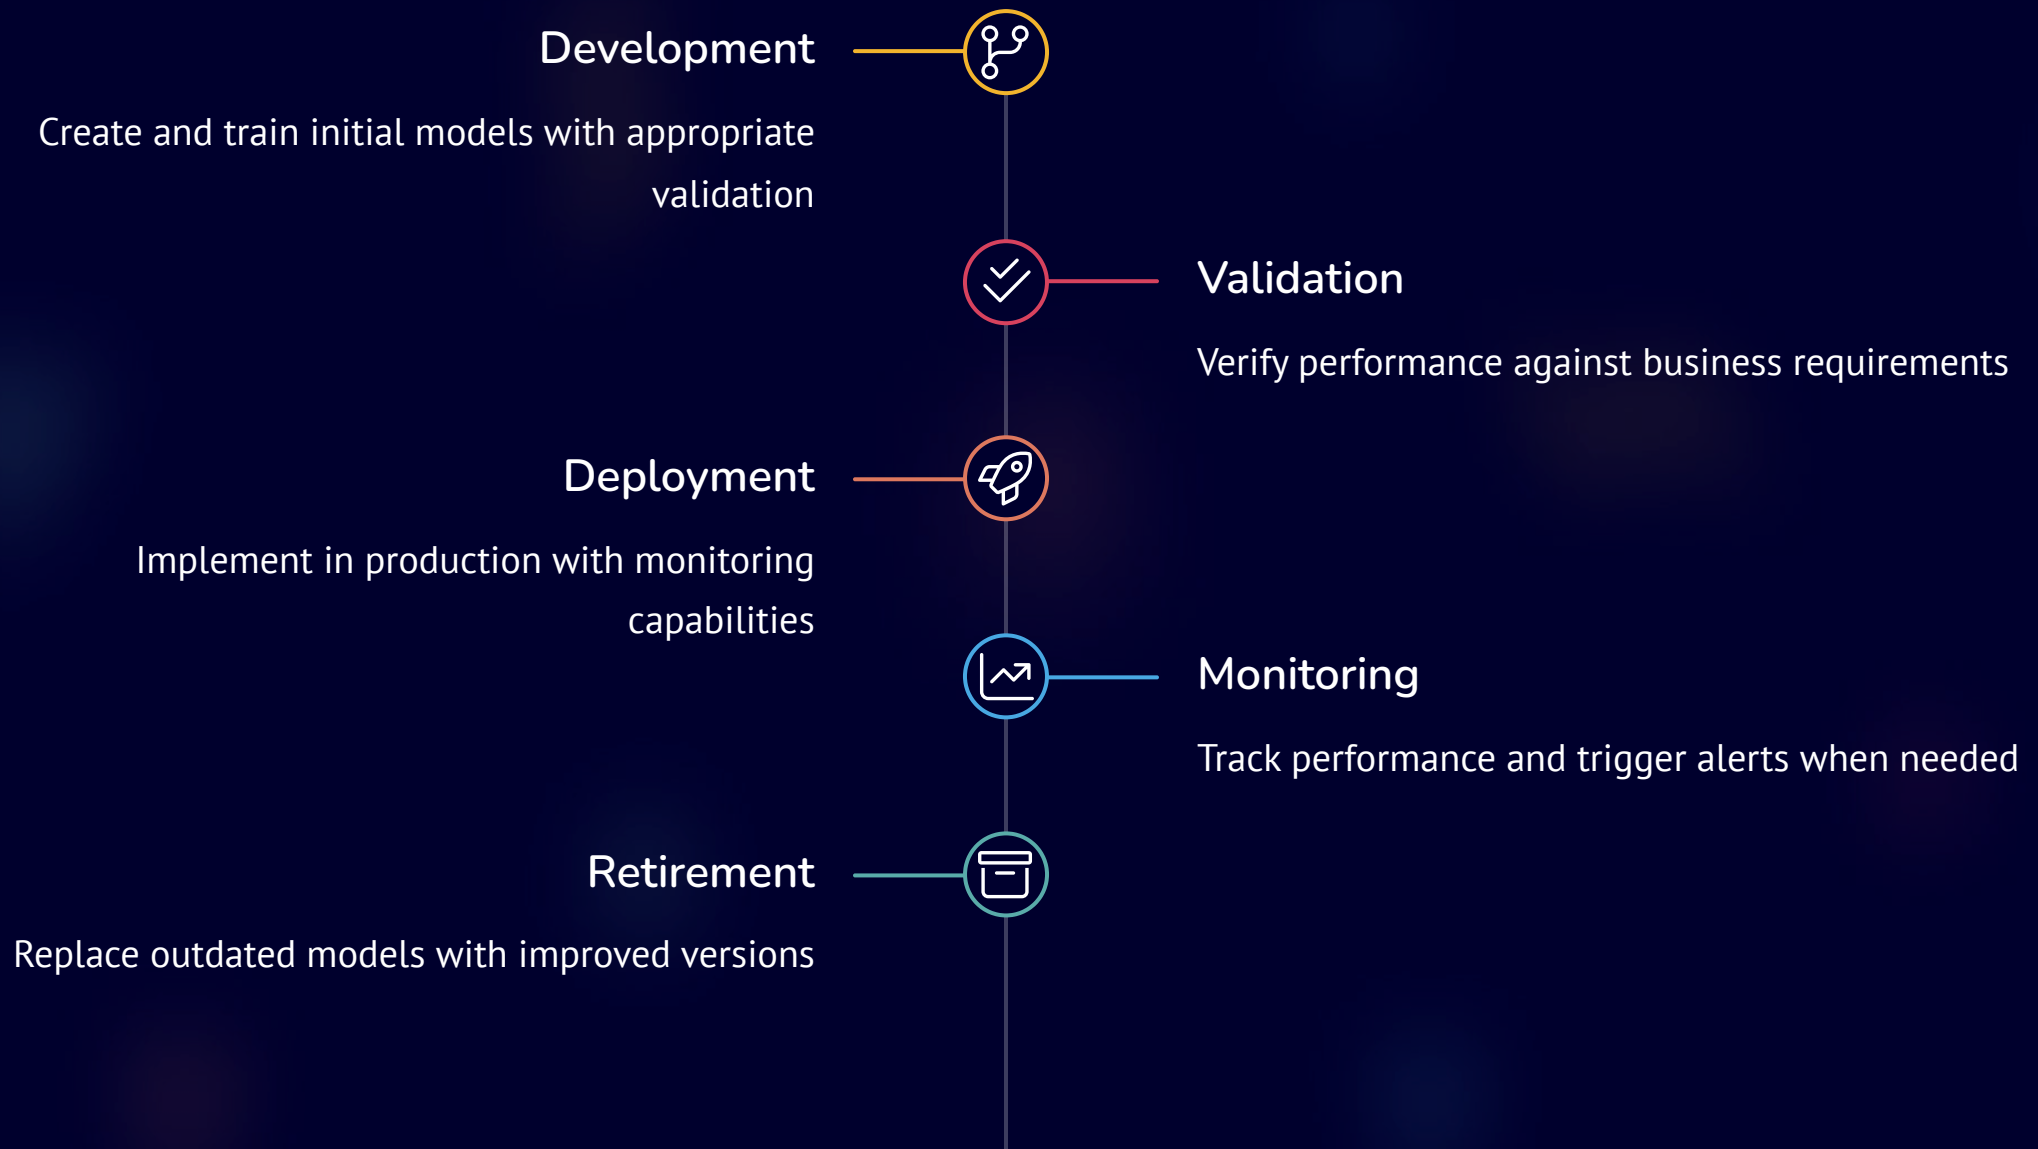 Development
Create and train initial models with appropriate
validation
Validation
Verify performance against business requirements
Deployment
Implement in production with monitoring
capabilities
Monitoring
Track performance and trigger alerts when needed
Retirement
Replace outdated models with improved versions